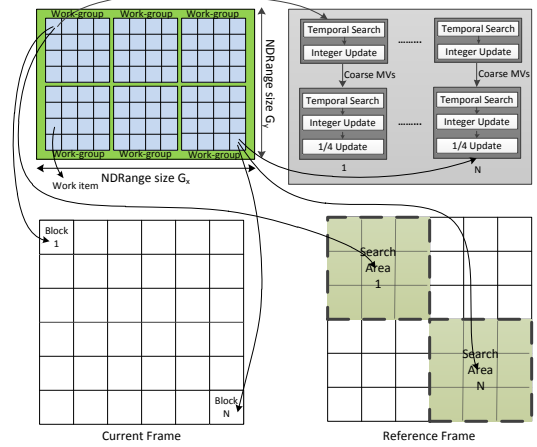 Work-group Work-group Work-group
Work-group Work-group Work-group
NDRange size Gx
NDRange size Gy
Work item
Temporal Search
Integer Update
Coarse MVs
Temporal Search
Integer Update
1/4 Update
1
.........
.........
Temporal Search
Integer Update
Coarse MVs
Temporal Search
Integer Update
1/4 Update
N
Block
1
Block
N
Current Frame
Search
Area
1
Search
Area
N
Reference Frame